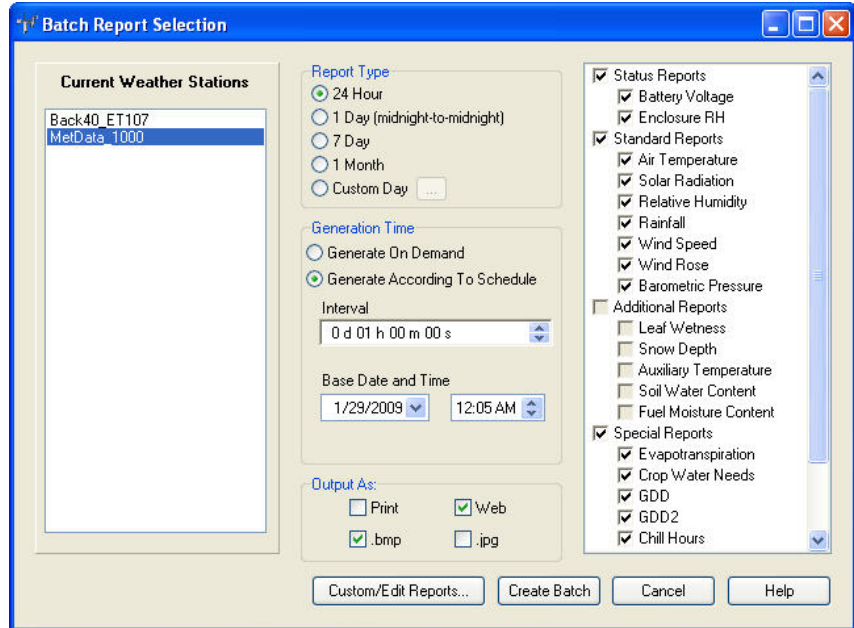 Batch Report Selection
Current Weather Stations
Back40_ET107
MetData_1000
Report Type
24 Hour
1 Day (midnight-to-midnight)
7 Day
1 Month
Custom Day ...
Generation Time
Generate On Demand
Generate According To Schedule
Interval
0 d 01 h 00 m 00 s
Base Date and Time
1/29/2009 12:05 AM
Output As:
Print Web
.bmp .jpg
Status Reports
Battery Voltage
Enclosure RH
Standard Reports
Air Temperature
Solar Radiation
Relative Humidity
Rainfall
Wind Speed
Wind Rose
Barometric Pressure
Additional Reports
Leaf Wetness
Snow Depth
Auxiliary Temperature
Soil Water Content
Fuel Moisture Content
Special Reports
Evapotranspiration
Crop Water Needs
GDD
GDD2
Chill Hours
Custom/Edit Reports... Create Batch Cancel Help